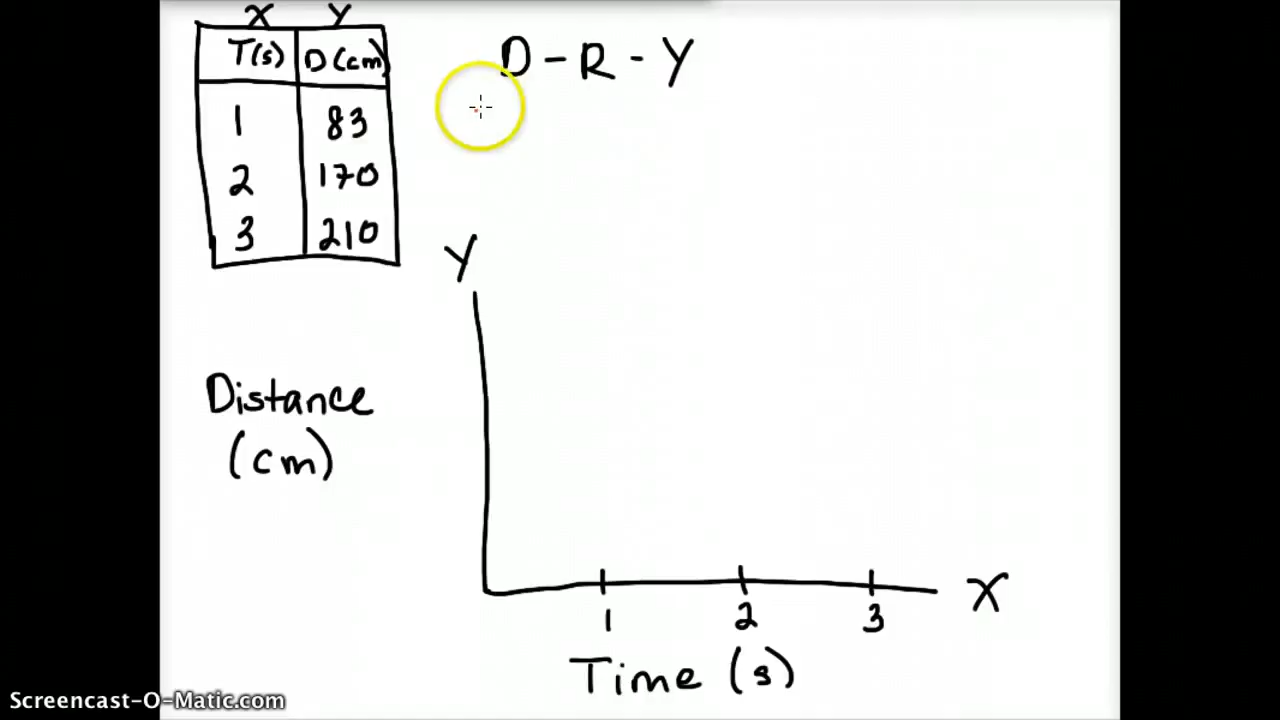 X Y
T(s) D(cm)
1 83
2 170
3 210
D-R-Y
Y
Distance
(cm)
X
1 2 3
Time (s)
Screencast-O-Matic.com